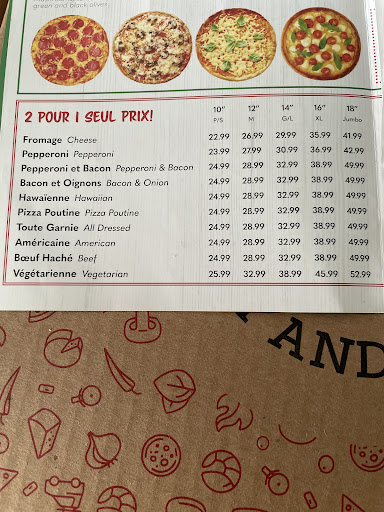 green and black olives.
2 POUR 1 SEUL PRIX!
10" 12" 14" 16" 18"
P/S M G/L XL Jumbo
Fromage Cheese 22.99 26.99 29.99 35.99 41.99
Pepperoni Pepperoni 23.99 27.99 30.99 36.99 42.99
Pepperoni et Bacon Pepperoni & Bacon 24.99 28.99 32.99 38.99 49.99
Bacon et Oignons Bacon & Onion 24.99 28.99 32.99 38.99 49.99
Hawaïenne Hawaiian 24.99 28.99 32.99 38.99 49.99
Pizza Poutine Pizza Poutine 24.99 28.99 32.99 38.99 49.99
Toute Garnie All Dressed 24.99 28.99 32.99 38.99 49.99
Américaine American 24.99 28.99 32.99 38.99 49.99
Bœuf Haché Beef 24.99 28.99 32.99 38.99 49.99
Végétarienne Vegetarian 25.99 32.99 38.99 45.99 52.99
AND